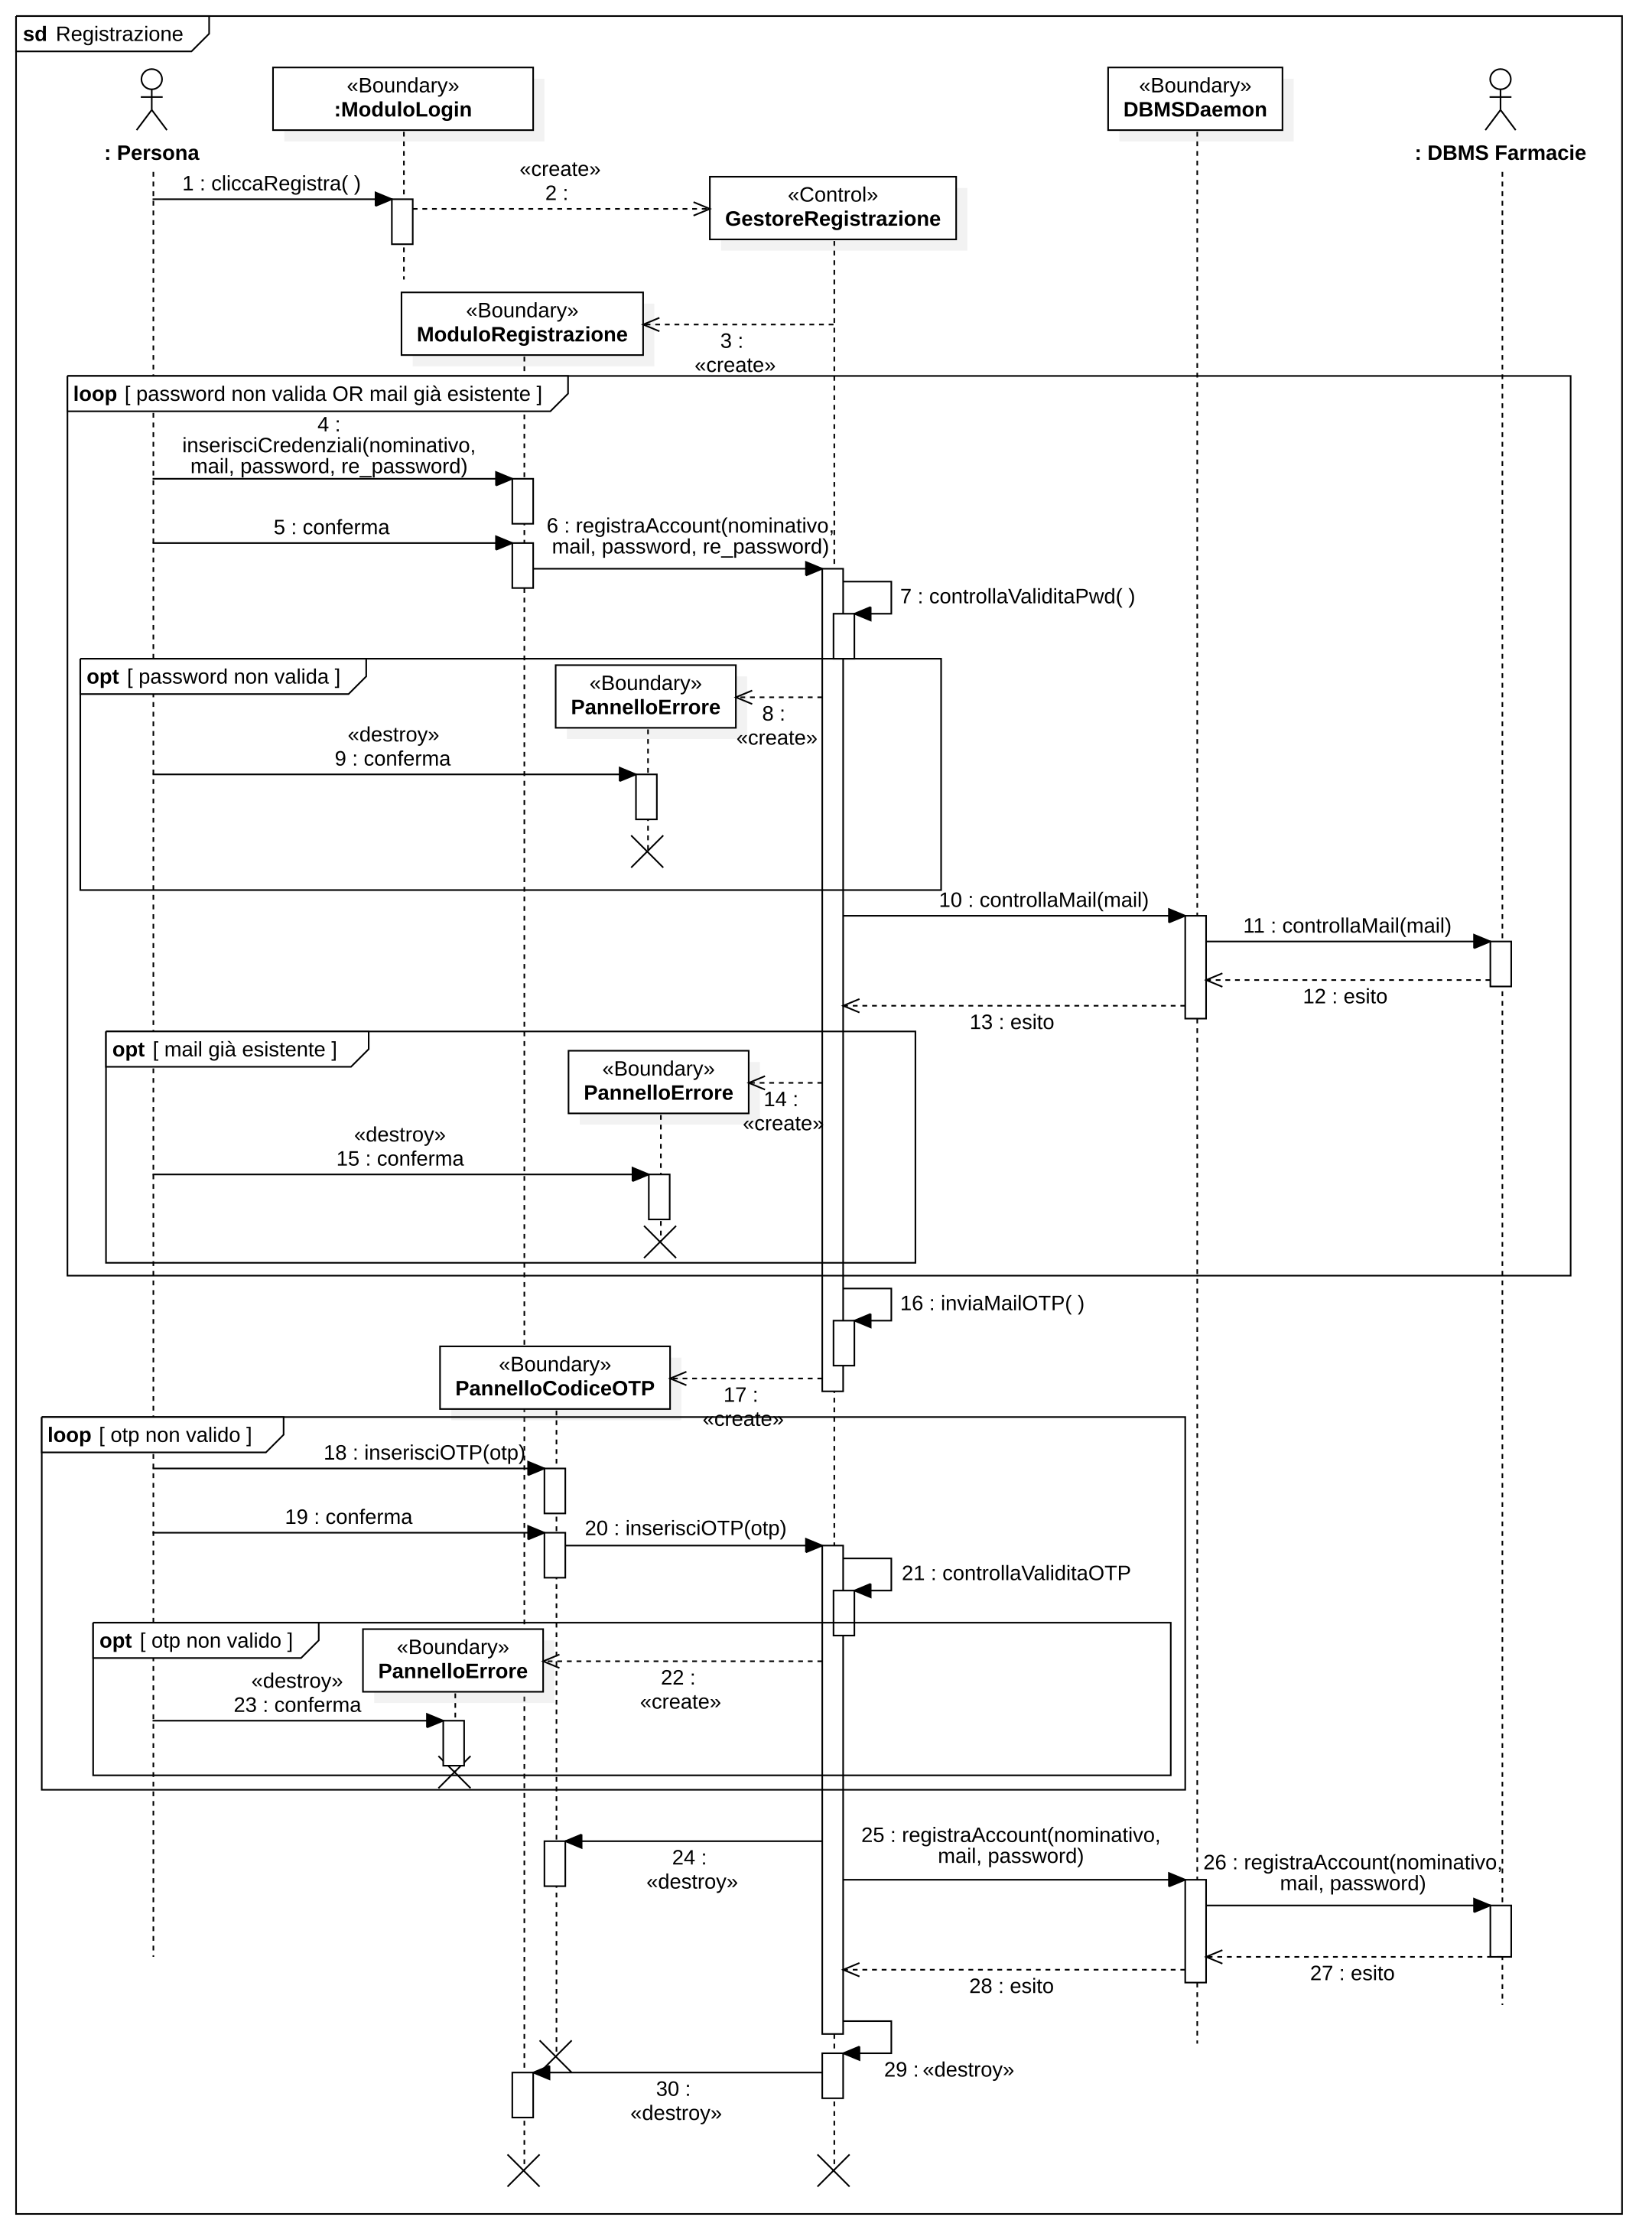 sd Registrazione
«Boundary»
:ModuloLogin
«Boundary»
DBMSDaemon
: Persona
: DBMS Farmacie
1 : cliccaRegistra( )
«create»
2 :
«Control»
GestoreRegistrazione
«Boundary»
ModuloRegistrazione
3 :
«create»
loop [ password non valida OR mail già esistente ]
4 :
inserisciCredenziali(nominativo,
mail, password, re_password)
5 : conferma
6 : registraAccount(nominativo,
mail, password, re_password)
7 : controllaValiditaPwd( )
opt [ password non valida ]
«Boundary»
PannelloErrore
8 :
«create»
«destroy»
9 : conferma
10 : controllaMail(mail)
11 : controllaMail(mail)
12 : esito
13 : esito
opt [ mail già esistente ]
«Boundary»
PannelloErrore
14 :
«create»
«destroy»
15 : conferma
16 : inviaMailOTP( )
«Boundary»
PannelloCodiceOTP
17 :
«create»
loop [ otp non valido ]
18 : inserisciOTP(otp)
19 : conferma
20 : inserisciOTP(otp)
21 : controllaValiditaOTP
opt [ otp non valido ]
«Boundary»
PannelloErrore
22 :
«create»
«destroy»
23 : conferma
24 :
«destroy»
25 : registraAccount(nominativo,
mail, password)
26 : registraAccount(nominativo,
mail, password)
27 : esito
28 : esito
29 : «destroy»
30 :
«destroy»